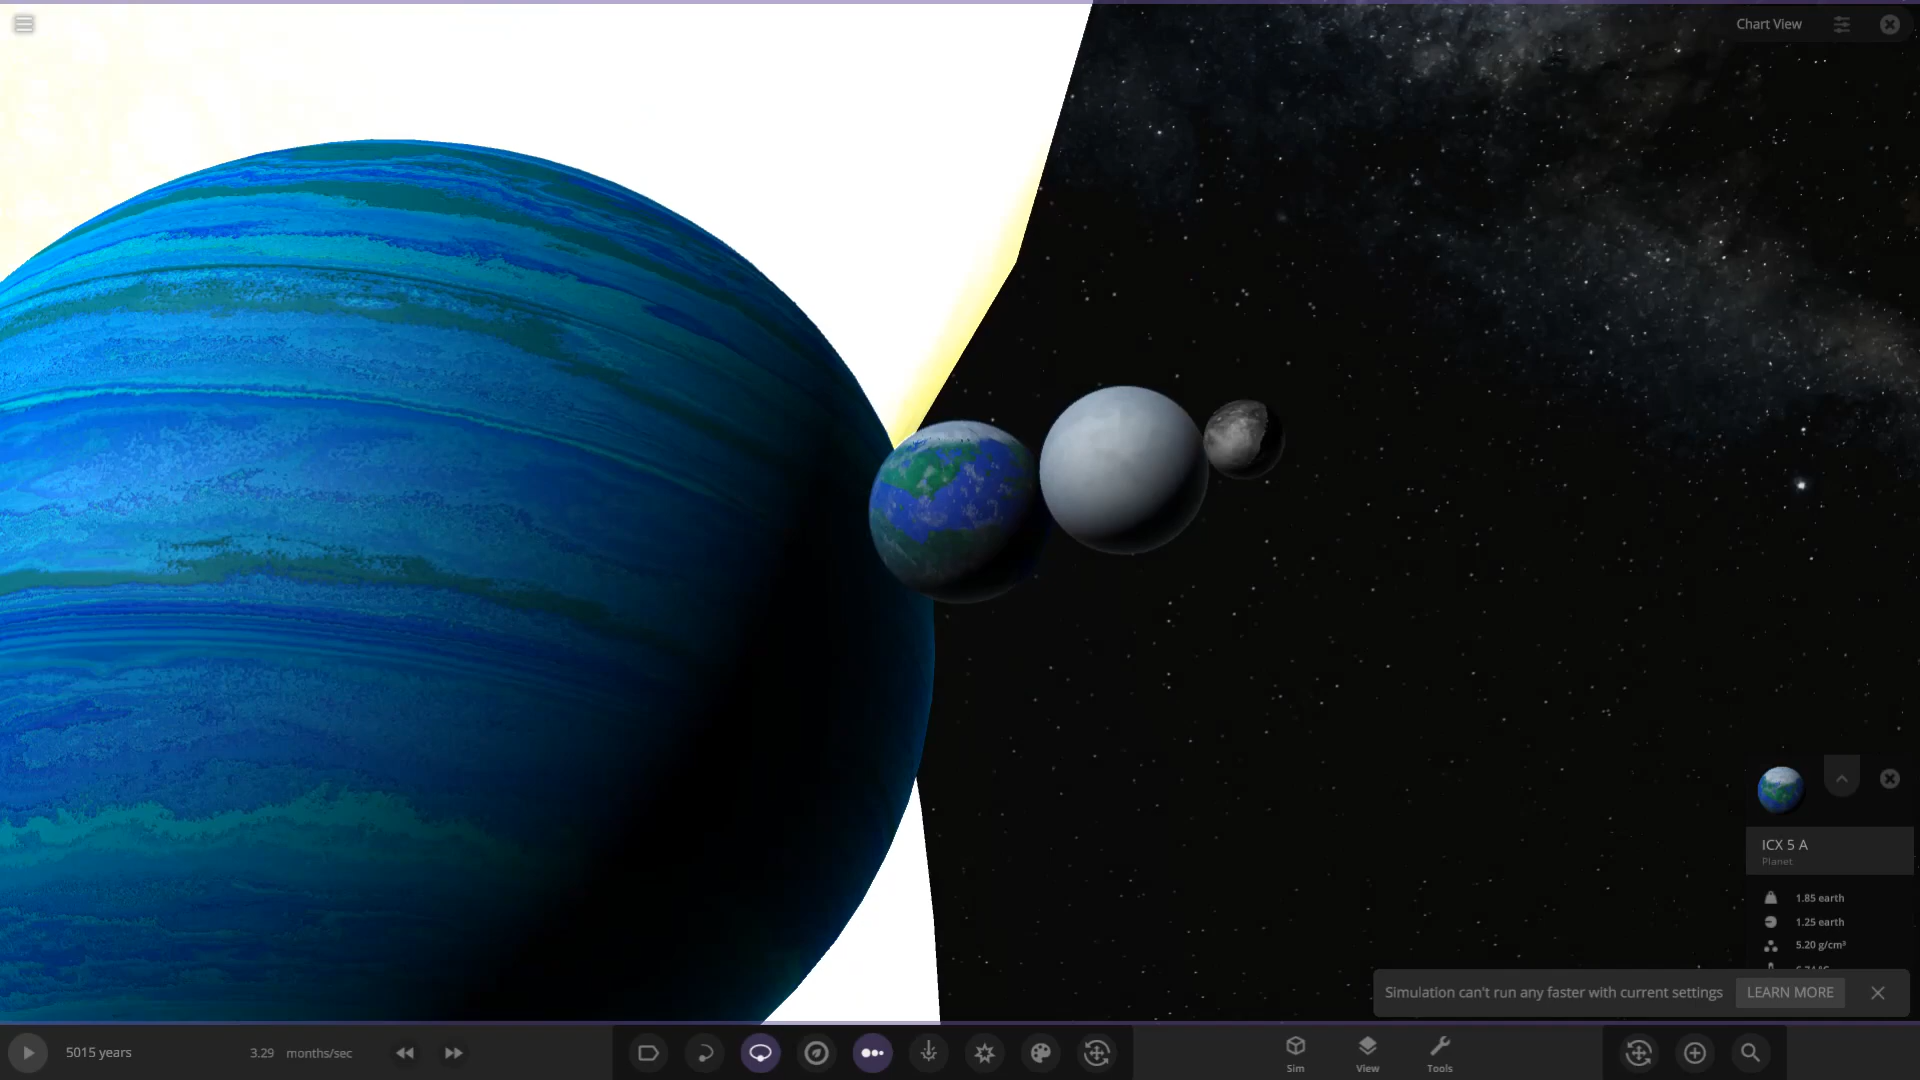 Chart View
ICX 5 A
Planet
1.85 earth
1.25 earth
5.20 g/cm³
Simulation can't run any faster with current settings
LEARN MORE
5015 years
3.29 months/sec
Sim
View
Tools